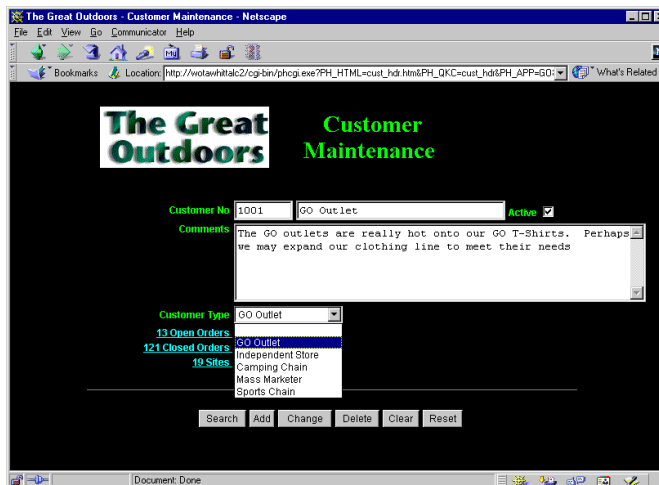 The Great Outdoors - Customer Maintenance - Netscape
File Edit View Go Communicator Help
Bookmarks Location: http://wotawhittalc2/cgi-bin/phcgi.exe?PH_HTML=cust_hdr.htm&PH_QKC=cust_hdr&PH_APP=GO: What's Related
The Great
Outdoors
Customer
Maintenance
Customer No 1001 GO Outlet Active
Comments The GO outlets are really hot onto our GO T-Shirts. Perhaps
we may expand our clothing line to meet their needs
Customer Type GO Outlet
13 Open Orders
GO Outlet
121 Closed Orders
Independent Store
19 Sites
Camping Chain
Mass Marketer
Sports Chain
Search Add Change Delete Clear Reset
Document: Done